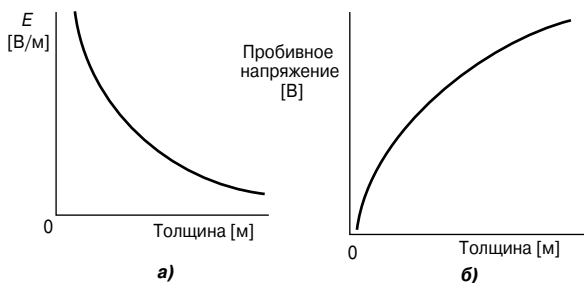 E
[В/м]
0
Толщина [м]
а)
Пробивное
напряжение
[В]
0
Толщина [м]
б)